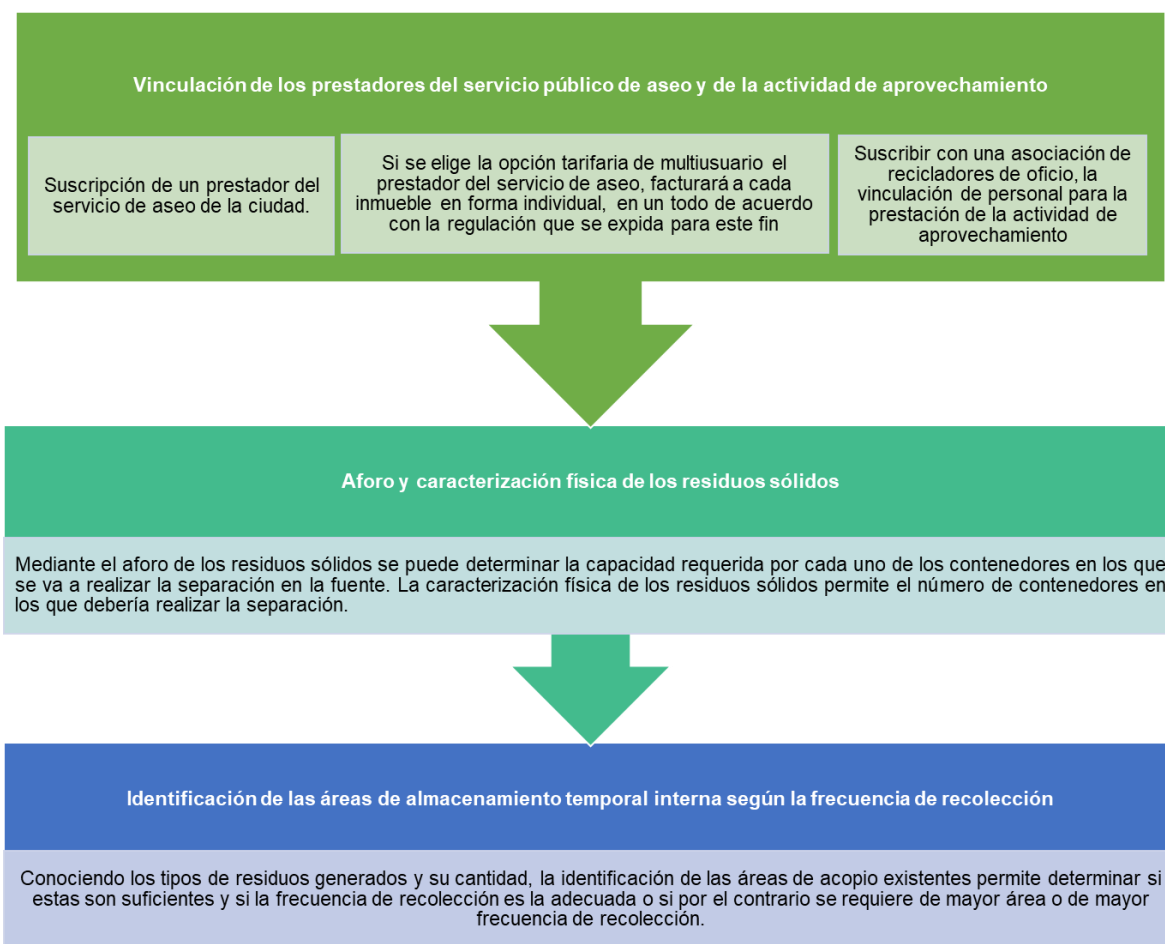 Vinculación de los prestadores del servicio público de aseo y de la actividad de aprovechamiento
Suscripción de un prestador del
servicio de aseo de la ciudad.
Si se elige la opción tarifaria de multiusuario el
prestador del servicio de aseo, facturará a cada
inmueble en forma individual, en un todo de acuerdo
con la regulación que se expida para este fin
Suscribir con una asociación de
recicladores de oficio, la
vinculación de personal para la
prestación de la actividad de
aprovechamiento
Aforo y caracterización física de los residuos sólidos
Mediante el aforo de los residuos sólidos se puede determinar la capacidad requerida por cada uno de los contenedores en los que
se va a realizar la separación en la fuente. La caracterización física de los residuos sólidos permite el número de contenedores en
los que debería realizar la separación.
Identificación de las áreas de almacenamiento temporal interna según la frecuencia de recolección
Conociendo los tipos de residuos generados y su cantidad, la identificación de las áreas de acopio existentes permite determinar si
estas son suficientes y si la frecuencia de recolección es la adecuada o si por el contrario se requiere de mayor área o de mayor
frecuencia de recolección.